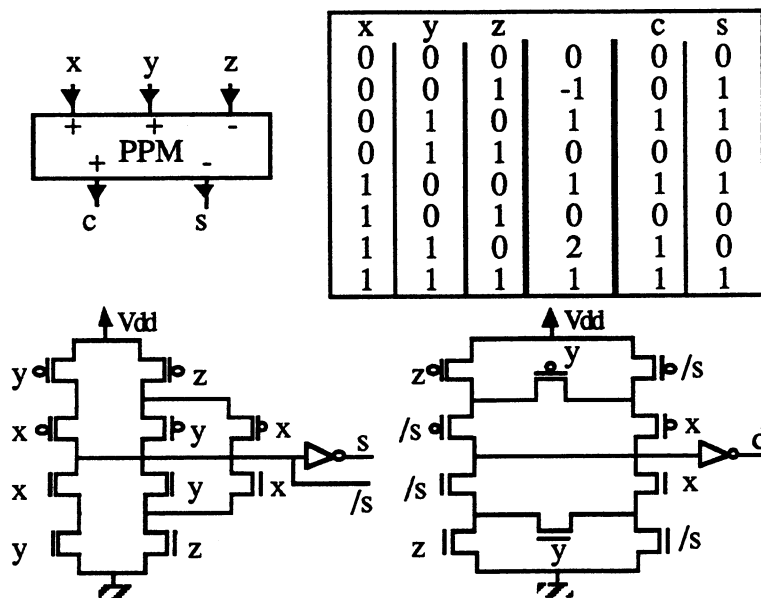 x y z
+ + -
PPM
+ -
c s
x y z c s
0 0 0 0 0 0
0 0 1 -1 0 1
0 1 0 1 1 1
0 1 1 0 0 0
1 0 0 1 1 1
1 0 1 0 0 0
1 1 0 2 1 0
1 1 1 1 1 1
Vdd
y z
x y x
s
x y x
/s
y z
Vdd
y
z /s
/s x
c
/s x
z y /s